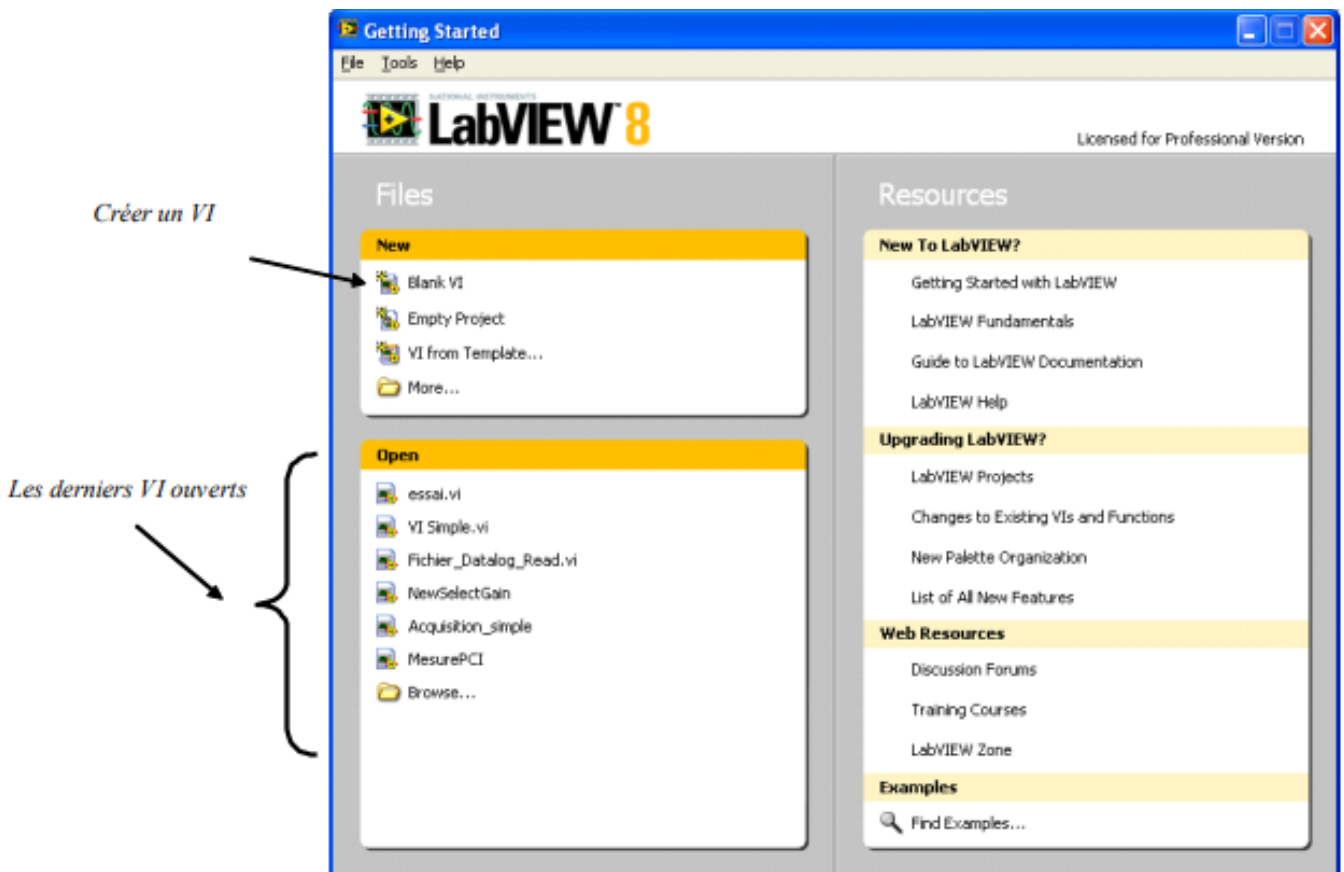 Getting Started
File Tools Help
NATIONAL INSTRUMENTS
LabVIEW™ 8
Licensed for Professional Version
Créer un VI
Les derniers VI ouverts
Files
New
Blank VI
Empty Project
VI from Template...
More...
Open
essai.vi
VI Simple.vi
Fichier_Datalog_Read.vi
NewSelectGain
Acquisition_simple
MesurePCI
Browse...
Resources
New To LabVIEW?
Getting Started with LabVIEW
LabVIEW Fundamentals
Guide to LabVIEW Documentation
LabVIEW Help
Upgrading LabVIEW?
LabVIEW Projects
Changes to Existing VIs and Functions
New Palette Organization
List of All New Features
Web Resources
Discussion Forums
Training Courses
LabVIEW Zone
Examples
Find Examples...